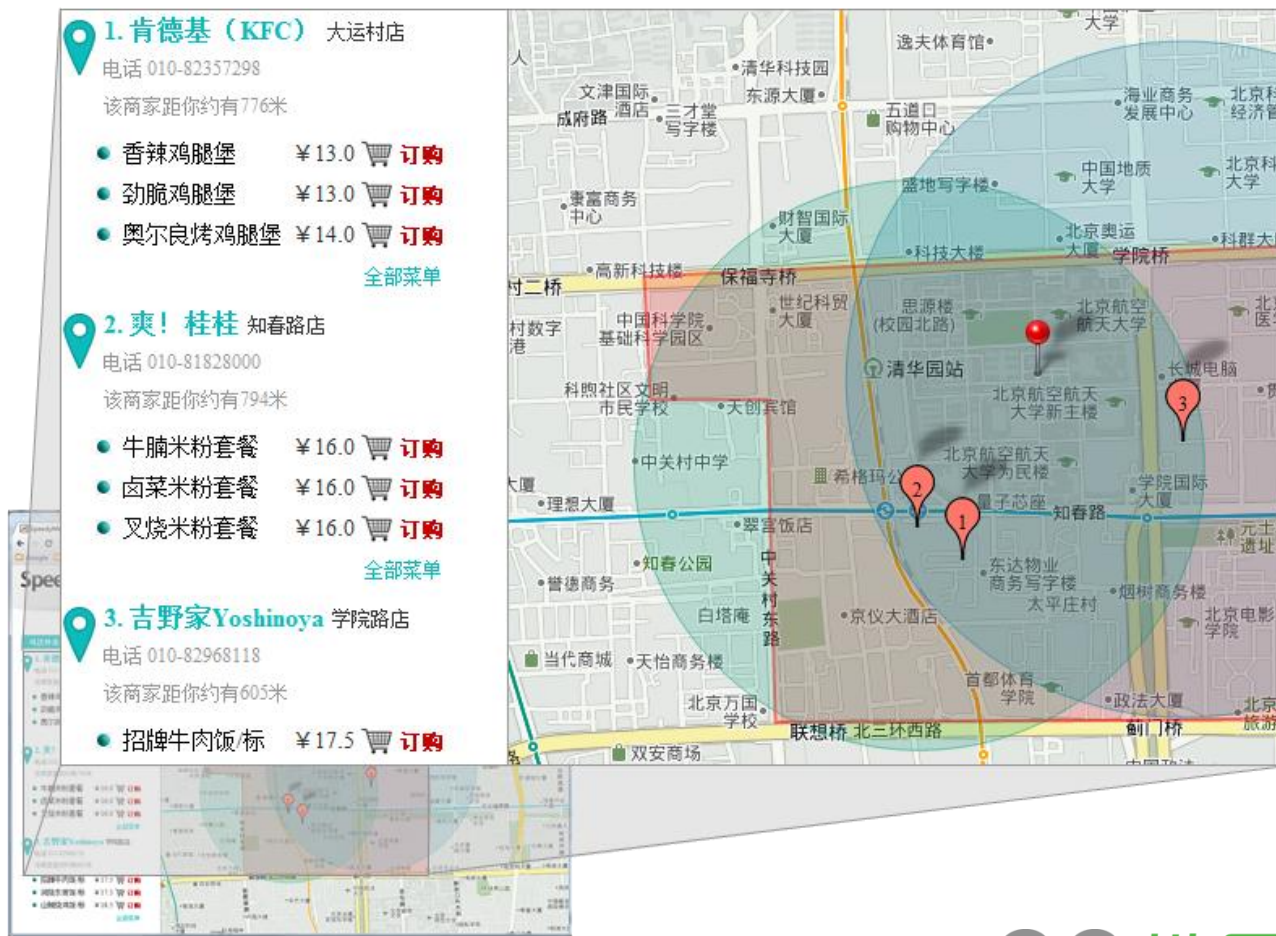 1. 肯德基（KFC） 大运村店
电话 010-82357298
该商家距你约有776米
香辣鸡腿堡 ￥13.0 订购
劲脆鸡腿堡 ￥13.0 订购
奥尔良烤鸡腿堡 ￥14.0 订购
全部菜单
2. 爽！桂桂 知春路店
电话 010-81828000
该商家距你约有794米
牛腩米粉套餐 ￥16.0 订购
卤菜米粉套餐 ￥16.0 订购
叉烧米粉套餐 ￥16.0 订购
全部菜单
3. 吉野家Yoshinoya 学院路店
电话 010-82968118
该商家距你约有605米
招牌牛肉饭/标 ￥17.5 订购
大学
人
逸夫体育馆
清华科技园
文津国际
酒店
东源大厦
成府路
三才堂
写字楼
五道口
购物中心
海业商务
发展中心
北京科
经济管
中国地质
大学
北京科
大学
盛地写字楼
康富商务
中心
财智国际
大厦
北京奥运
大厦
科技大楼
学院桥
科群大
高新科技楼
保福寺桥
村二桥
世纪科贸
大厦
思源楼
(校园北路)
北京航空
航天大学
村数字
港
中国科学院
基础科学园区
清华园站
长城电脑
科煦社区文明
市民学校
天创宾馆
北京航空航天
大学新主楼
3
中关村中学
北京航空航天
大学为民楼
希格玛公
2
大厦
理想大厦
学院国际
大厦
量子芯座
1
知春路
翠宫饭店
元土
遗址
知春公园
中关村东路
誉德商务
东达物业
商务写字楼
太平庄村
烟树商务楼
白塔庵
京仪大酒店
北京电影
学院
当代商城
天怡商务楼
首都体育
学院
北京万国
学校
政法大厦
北京
旅游
联想桥
北三环西路
蓟门桥
双安商场
Spee